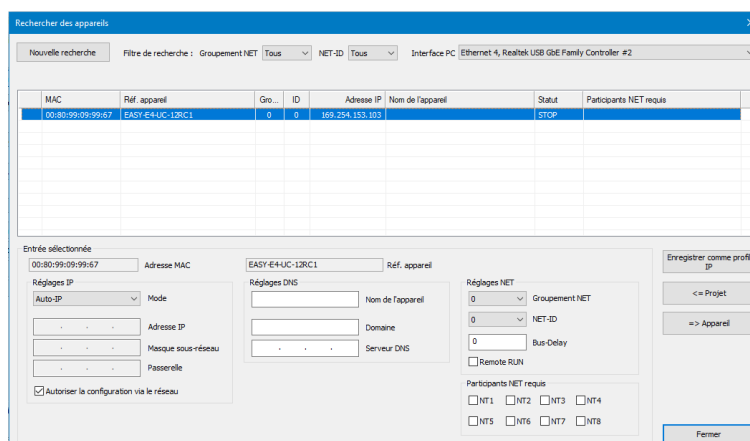 Rechercher des appareils
Nouvelle recherche Filtre de recherche : Groupement NET Tous NET-ID Tous Interface PC Ethernet 4, Realtek USB GbE Family Controller #2
MAC Réf. appareil Gro... ID Adresse IP Nom de l'appareil Statut Participants NET requis
00:80:99:09:99:67 EASY-E4-UC-12RC1 0 0 169.254.153.103 STOP
Entrée sélectionnée
00:80:99:09:99:67 Adresse MAC EASY-E4-UC-12RC1 Réf. appareil
Enregistrer comme profil IP
Réglages IP Réglages DNS Réglages NET
Auto-IP Mode Nom de l'appareil 0 Groupement NET <= Projet
Adresse IP Domaine 0 NET-ID => Appareil
Masque sous-réseau Serveur DNS 0 Bus-Delay
Passerelle Remote RUN
Autoriser la configuration via le réseau Participants NET requis
NT1 NT2 NT3 NT4
NT5 NT6 NT7 NT8
Fermer